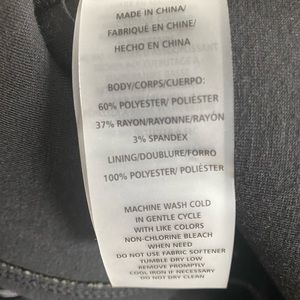 MADE IN CHINA/
FABRIQUÉ EN CHINE/
HECHO EN CHINA
BODY/CORPS/CUERPO:
60% POLYESTER/ POLIÉSTER
37% RAYON/RAYONNE/RAYÓN
3% SPANDEX
LINING/DOUBLURE/FORRO
100% POLYESTER/ POLIÉSTER
MACHINE WASH COLD
IN GENTLE CYCLE
WITH LIKE COLORS
NON-CHLORINE BLEACH
WHEN NEED
DO NOT USE FABRIC SOFTENER
TUMBLE DRY LOW
REMOVE PROMPTLY
COOL IRON IF NECESSARY
DO NOT DRY CLEAN